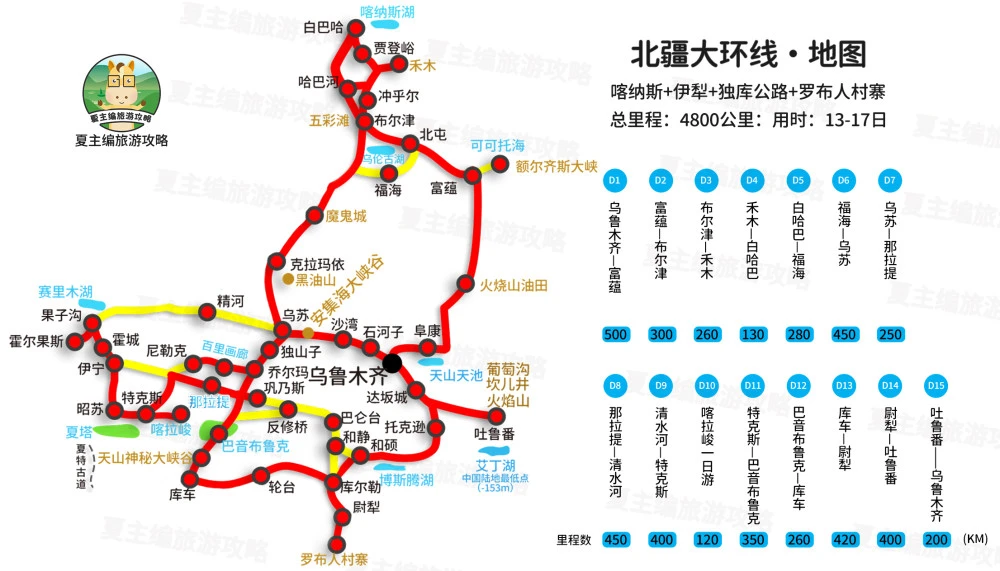 北疆大环线·地图
喀纳斯+伊犁+独库公路+罗布人村寨
总里程：4800公里：用时：13-17日
夏主编旅游攻略
夏主编旅游攻略
喀纳斯湖
白巴哈
贾登峪
禾木
哈巴河
冲乎尔
五彩滩
布尔津
北屯
乌伦古湖
可可托海
额尔齐斯大峡
福海
富蕴
魔鬼城
克拉玛依
黑油山
安集海大峡谷
火烧山油田
赛里木湖
果子沟
精河
乌苏
沙湾
石河子
阜康
霍尔果斯
霍城
尼勒克
百里画廊
独山子
乌鲁木齐
天山天池
葡萄沟
坎儿井
火焰山
伊宁
乔尔玛
巩乃斯
达坂城
昭苏
特克斯
那拉提
反修桥
巴仑台
托克逊
吐鲁番
夏塔
喀拉峻
巴音布鲁克
和静
和硕
艾丁湖
中国陆地最低点
(-153m)
夏特古道
天山神秘大峡谷
博斯腾湖
库车
轮台
库尔勒
尉犁
罗布人村寨
D1
D2
D3
D4
D5
D6
D7
乌鲁木齐—富蕴
富蕴—布尔津
布尔津—禾木
禾木—白哈巴
白哈巴—福海
福海—乌苏
乌苏—那拉提
500
300
260
130
280
450
250
D8
D9
D10
D11
D12
D13
D14
D15
那拉提—清水河
清水河—特克斯
喀拉峻一日游
特克斯—巴音布鲁克
巴音布鲁克—库车
库车—尉犁
尉犁—吐鲁番
吐鲁番——乌鲁木齐
里程数
450
400
120
350
260
420
400
200
(KM)